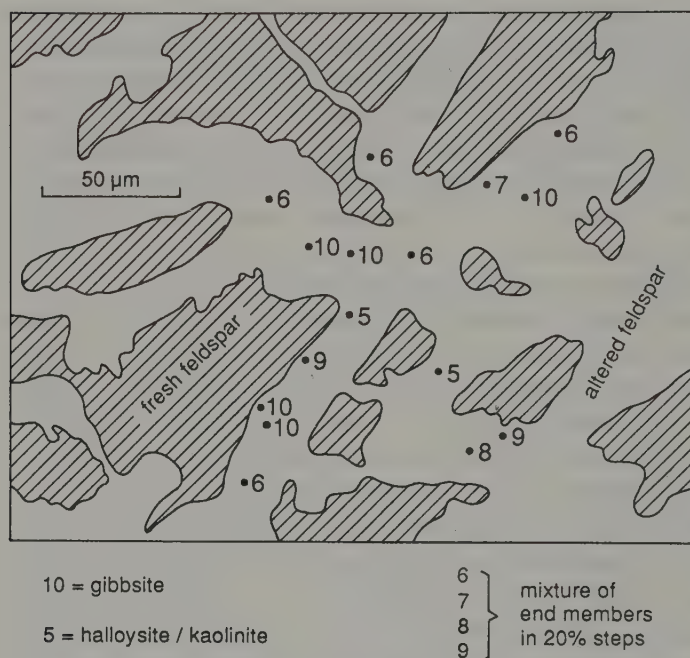 6
6
7
10
6
50 µm
10
10
6
5
5
9
10
10
9
8
6
fresh feldspar
altered feldspar
10 = gibbsite
5 = halloysite / kaolinite
6
7
8
9
mixture of
end members
in 20% steps